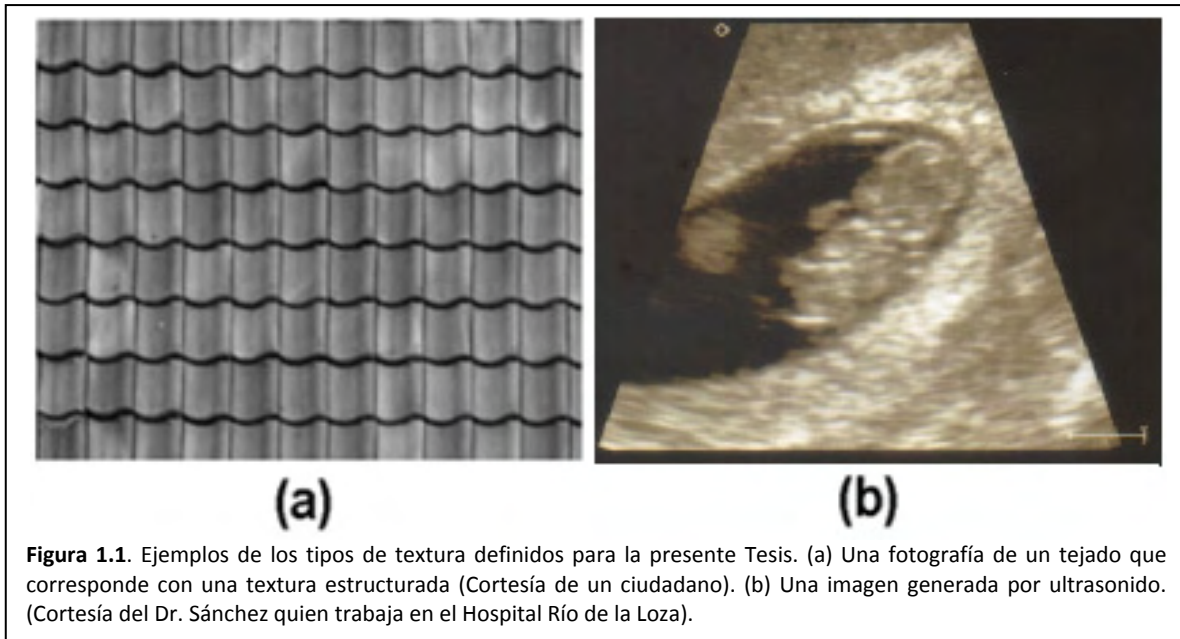 (a)
(b)
Figura 1.1. Ejemplos de los tipos de textura definidos para la presente Tesis. (a) Una fotografía de un tejado que
corresponde con una textura estructurada (Cortesía de un ciudadano). (b) Una imagen generada por ultrasonido.
(Cortesía del Dr. Sánchez quien trabaja en el Hospital Río de la Loza).